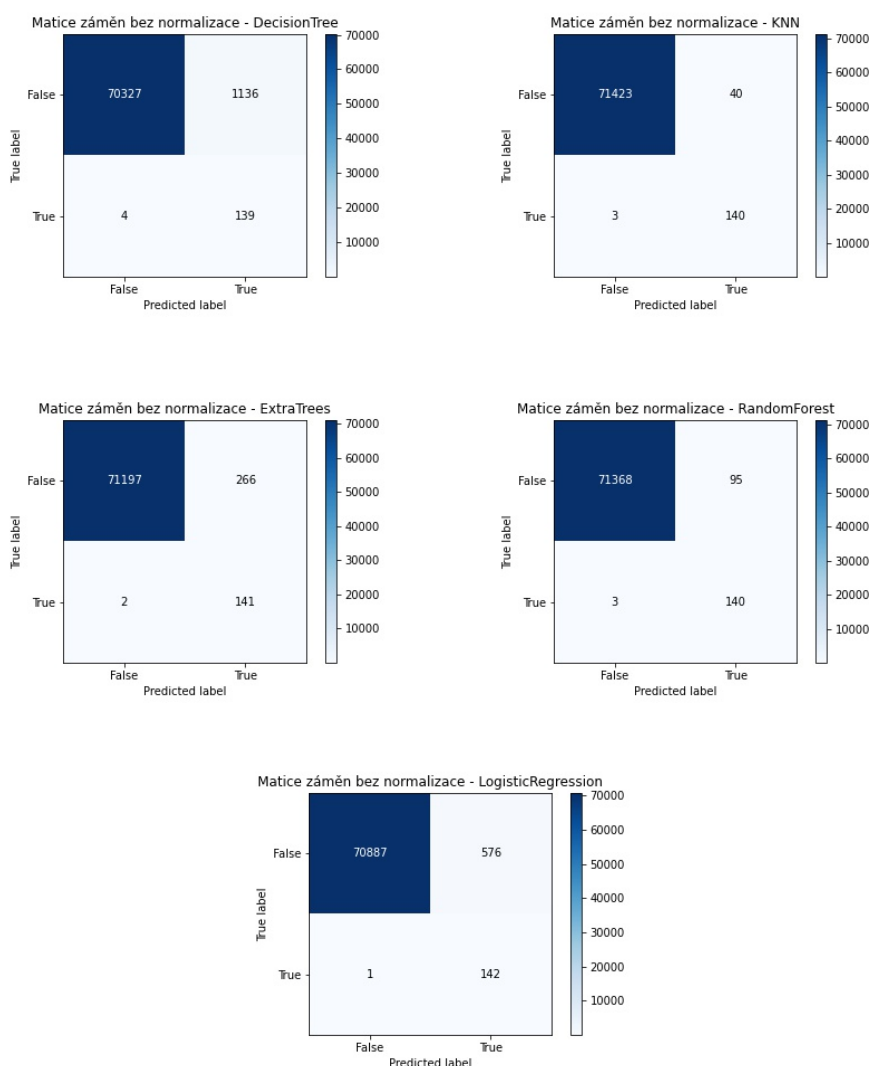 Matice záměn bez normalizace - DecisionTree
70000
60000
50000
40000
30000
20000
10000
True label
False
True
70327
1136
4
139
False
True
Predicted label
Matice záměn bez normalizace - KNN
70000
60000
50000
40000
30000
20000
10000
True label
False
True
71423
40
3
140
False
True
Predicted label
Matice záměn bez normalizace - ExtraTrees
70000
60000
50000
40000
30000
20000
10000
True label
False
True
71197
266
2
141
False
True
Predicted label
Matice záměn bez normalizace - RandomForest
70000
60000
50000
40000
30000
20000
10000
True label
False
True
71368
95
3
140
False
True
Predicted label
Matice záměn bez normalizace - LogisticRegression
70000
60000
50000
40000
30000
20000
10000
True label
False
True
70887
576
1
142
False
True
Predicted label